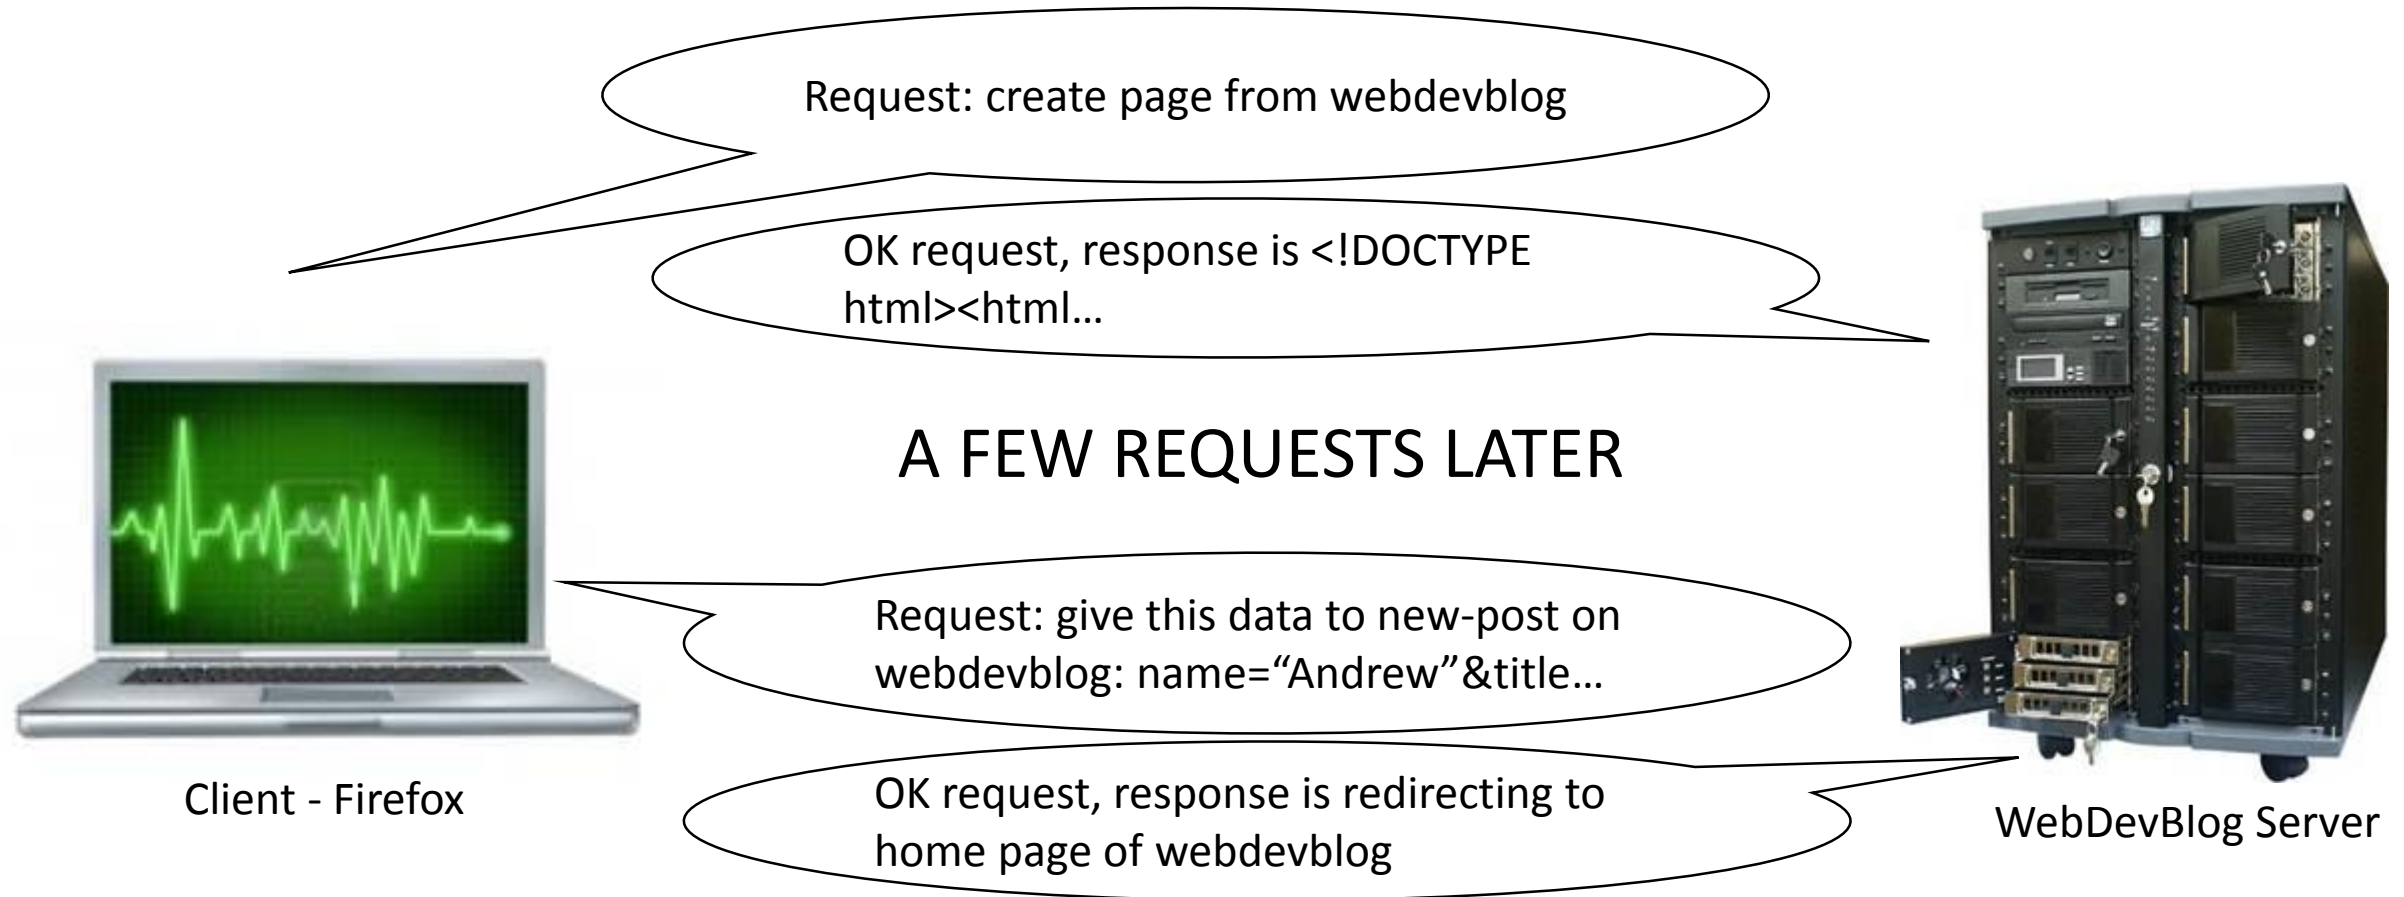 Request: create page from webdevblog
OK request, response is <!DOCTYPE
html><html…
A FEW REQUESTS LATER
Request: give this data to new-post on
webdevblog: name=“Andrew”&title…
Client - Firefox
OK request, response is redirecting to
home page of webdevblog
WebDevBlog Server